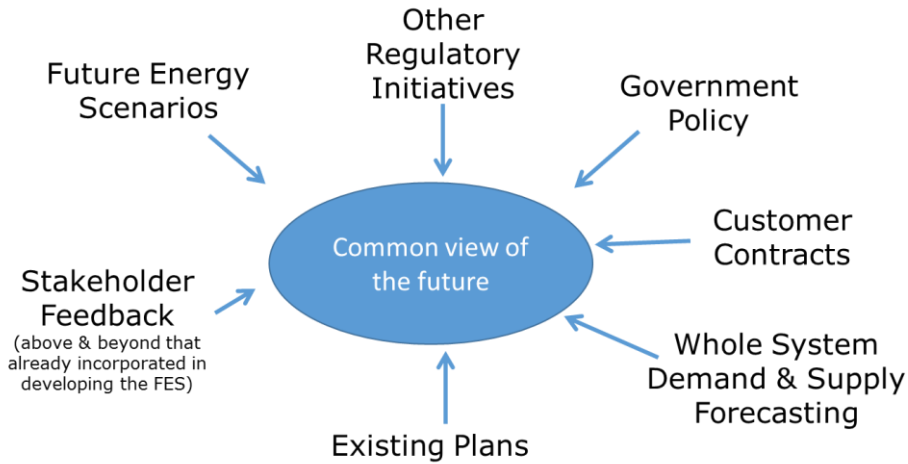 Other
Regulatory
Initiatives
Future Energy
Scenarios
Government
Policy
Customer
Contracts
Common view of
the future
Stakeholder
Feedback
(above & beyond that
already incorporated in
developing the FES)
Whole System
Demand & Supply
Forecasting
Existing Plans